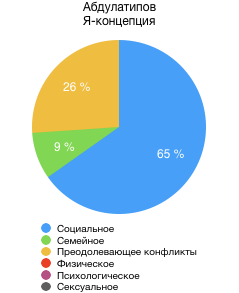 Абдулатипов
Я-концепция
26 %
9 %
65 %
Социальное
Семейное
Преодолевающее конфликты
Физическое
Психологическое
Сексуальное